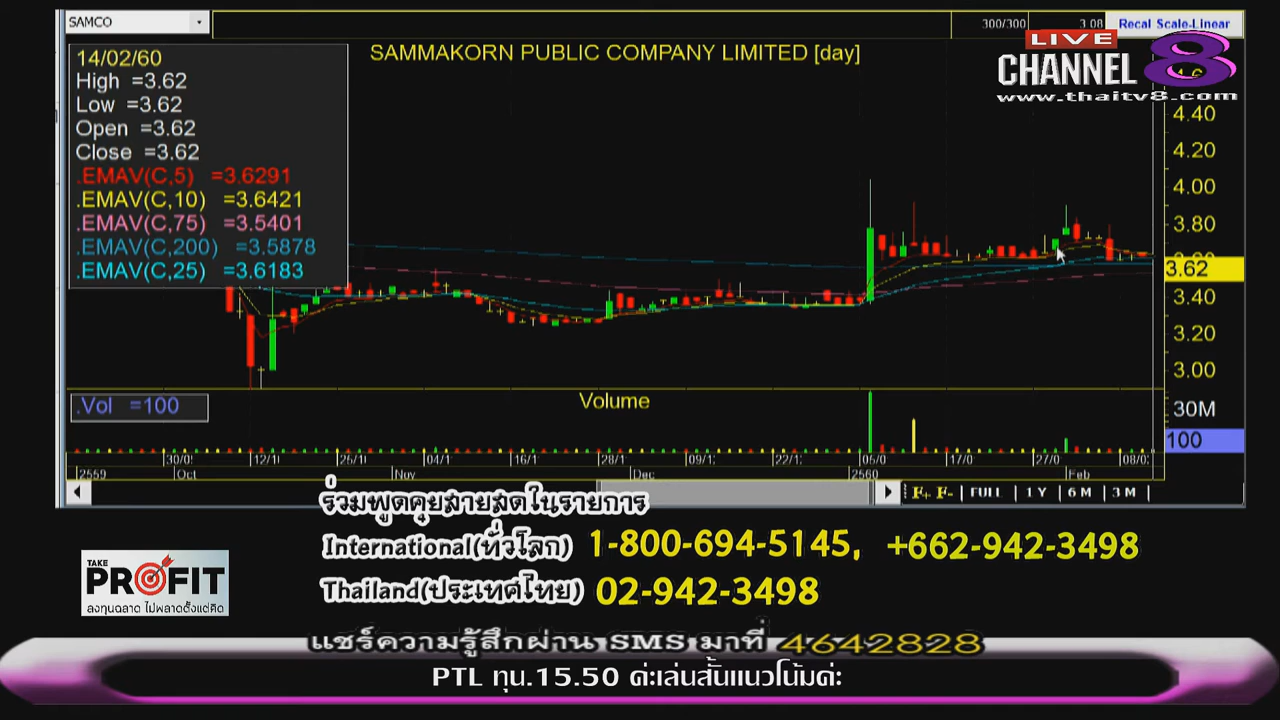 SAMCO
300/300
3.08
Recal Scale-Linear
LIVE
CHANNEL 8
www.thaitv8.com
14/02/60
High =3.62
Low =3.62
Open =3.62
Close =3.62
.EMAV(C,5) =3.6291
.EMAV(C,10) =3.6421
.EMAV(C,75) =3.5401
.EMAV(C,200) =3.5878
.EMAV(C,25) =3.6183
SAMMAKORN PUBLIC COMPANY LIMITED [day]
4.40
4.20
4.00
3.80
3.62
3.40
3.20
3.00
.Vol =100
Volume
30M
100
30/0 12/1 25/1 04/1 16/1 28/1 09/1 22/1 05/0 17/0 27/0 08/0
2559 Oct Nov Dec 2560 Feb
F+ F- FULL 1 Y 6 M 3 M
ร่วมพูดคุยสายสดในรายการ
International(ทั่วโลก) 1-800-694-5145, +662-942-3498
Thailand(ประเทศไทย) 02-942-3498
TAKE
PROFIT
ลงทุนฉลาด ไม่พลาดตั้งแต่คิด
แชร์ความรู้สึกผ่าน SMS มาที่ 4642828
PTL ทุน.15.50 ค่ะเล่นสั้นแนวโน้มค่ะ